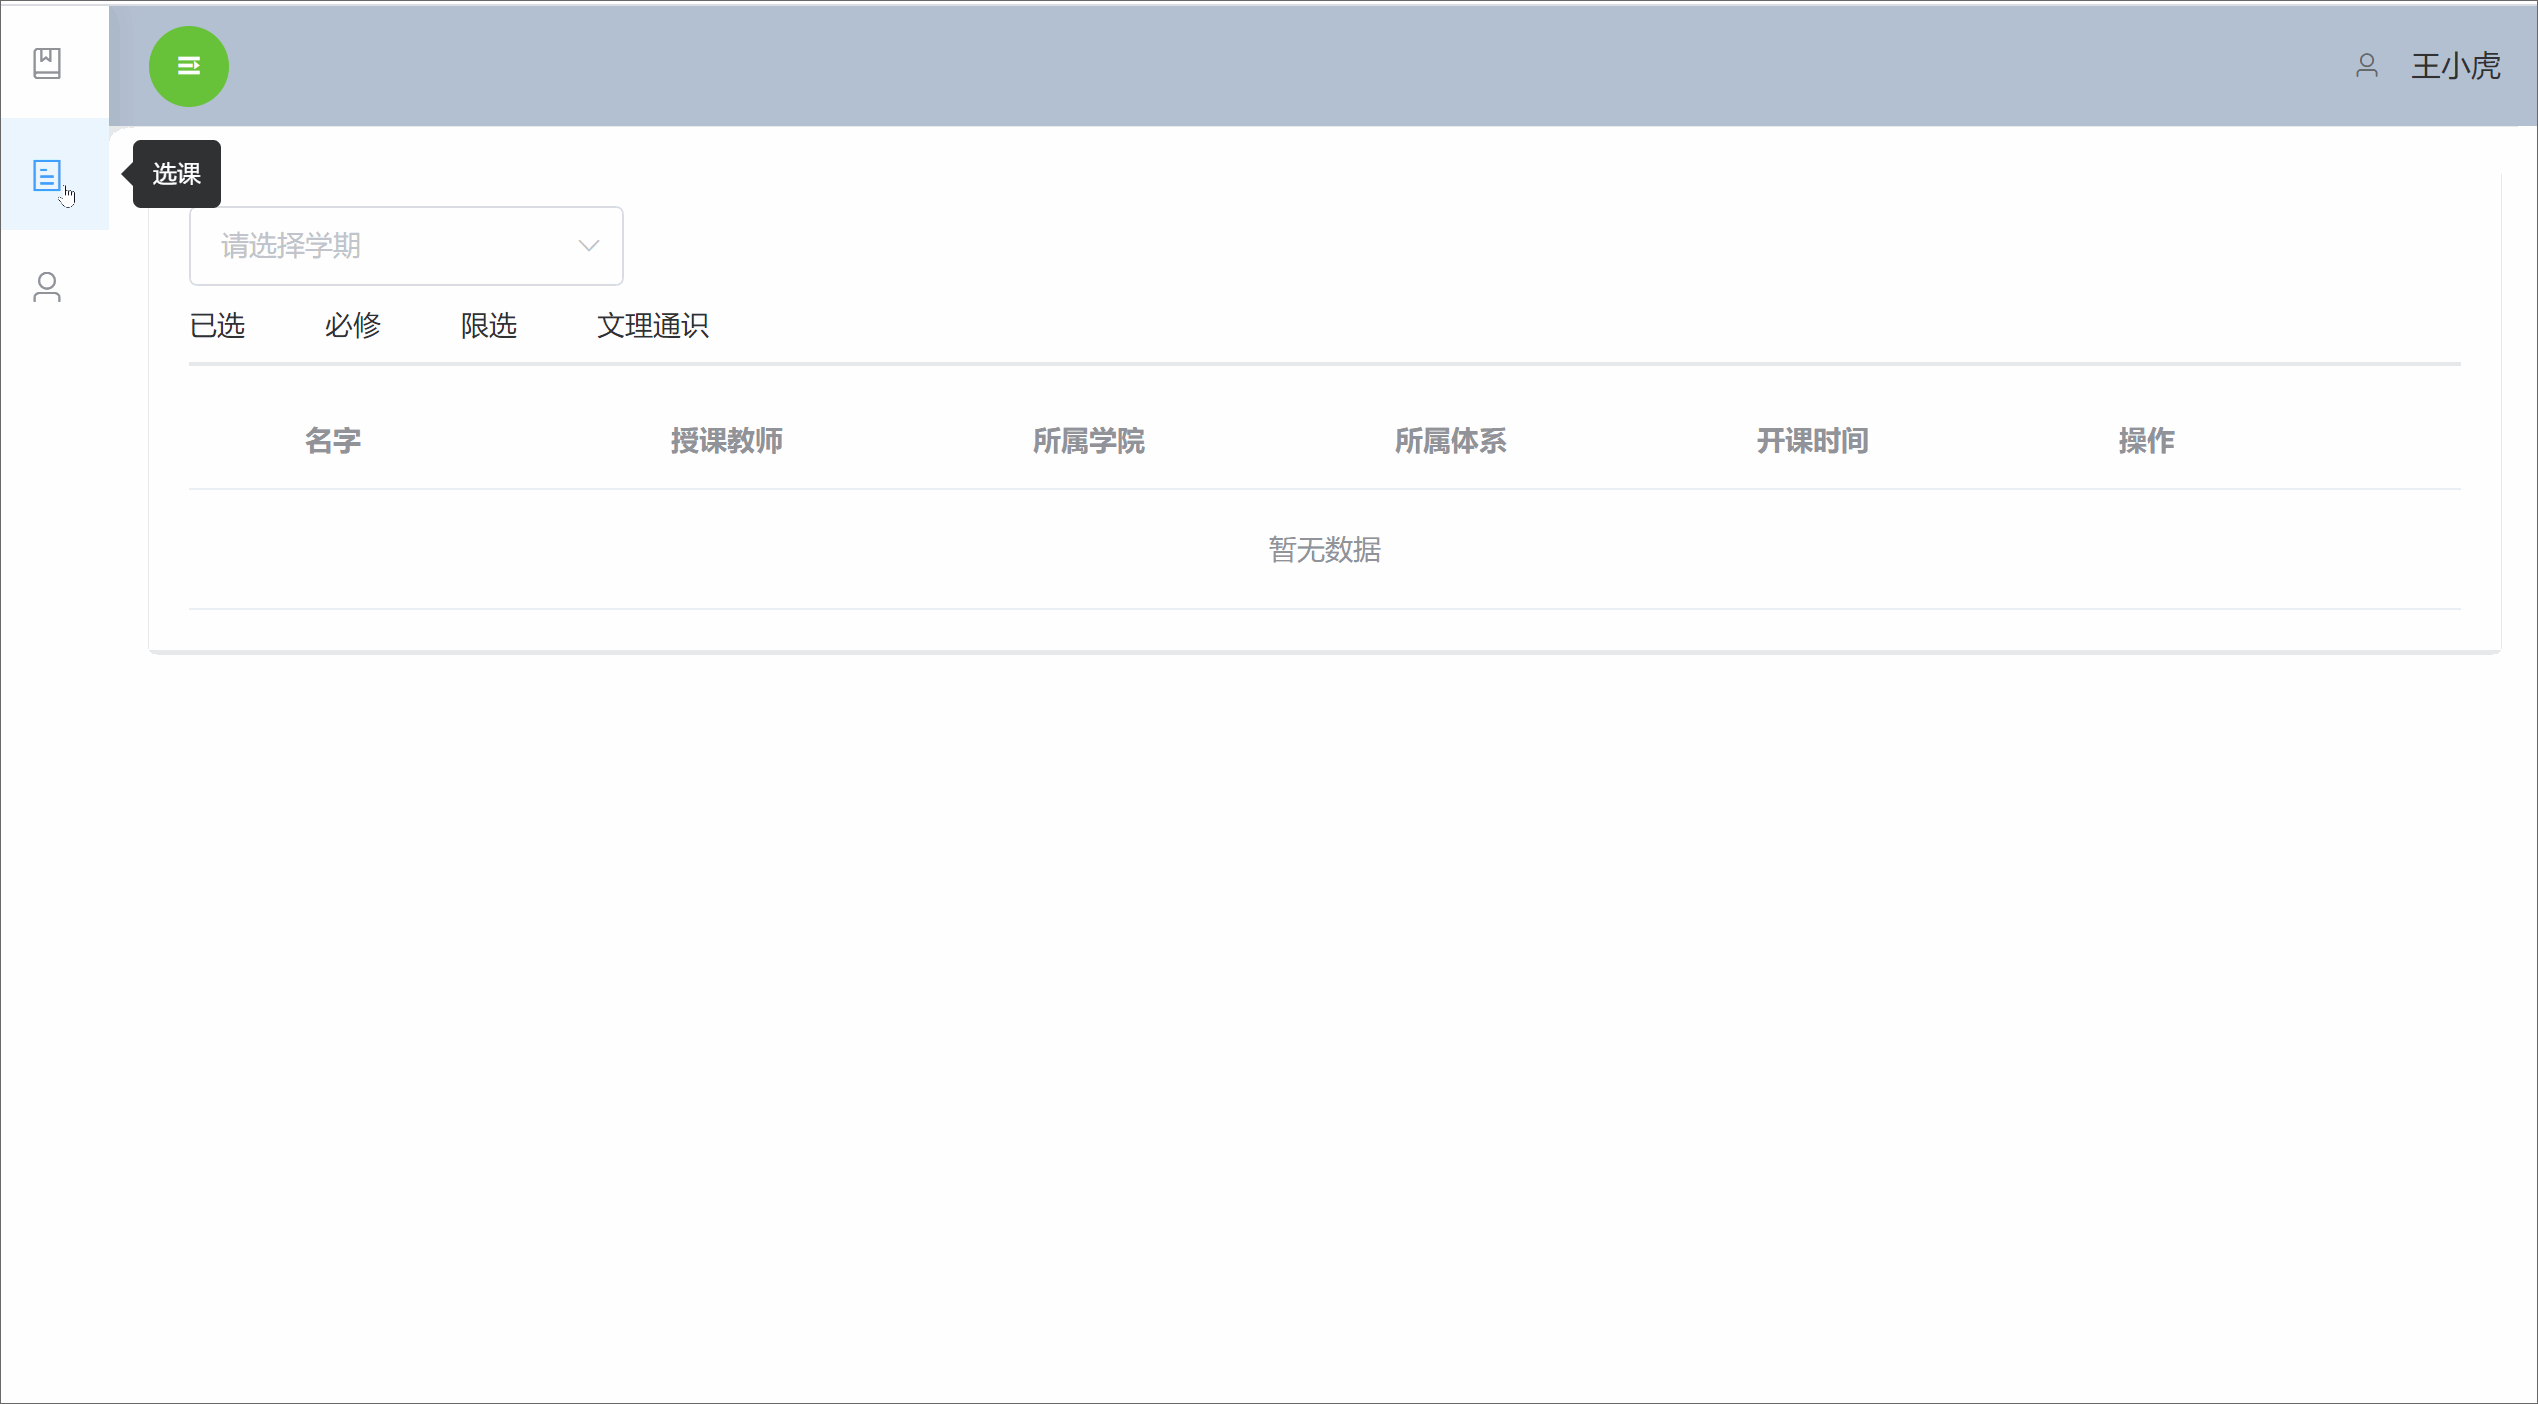 王小虎
选课
请选择学期
已选 必修 限选 文理通识
名字 授课教师 所属学院 所属体系 开课时间 操作
暂无数据